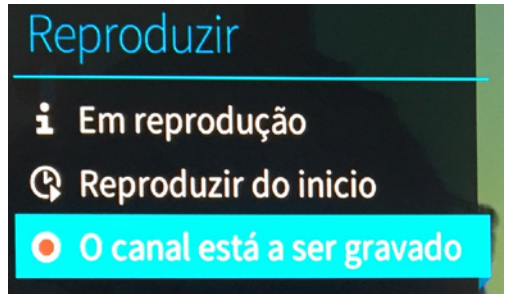 Reproduzir
Em reprodução
Reproduzir do inicio
O canal está a ser gravado